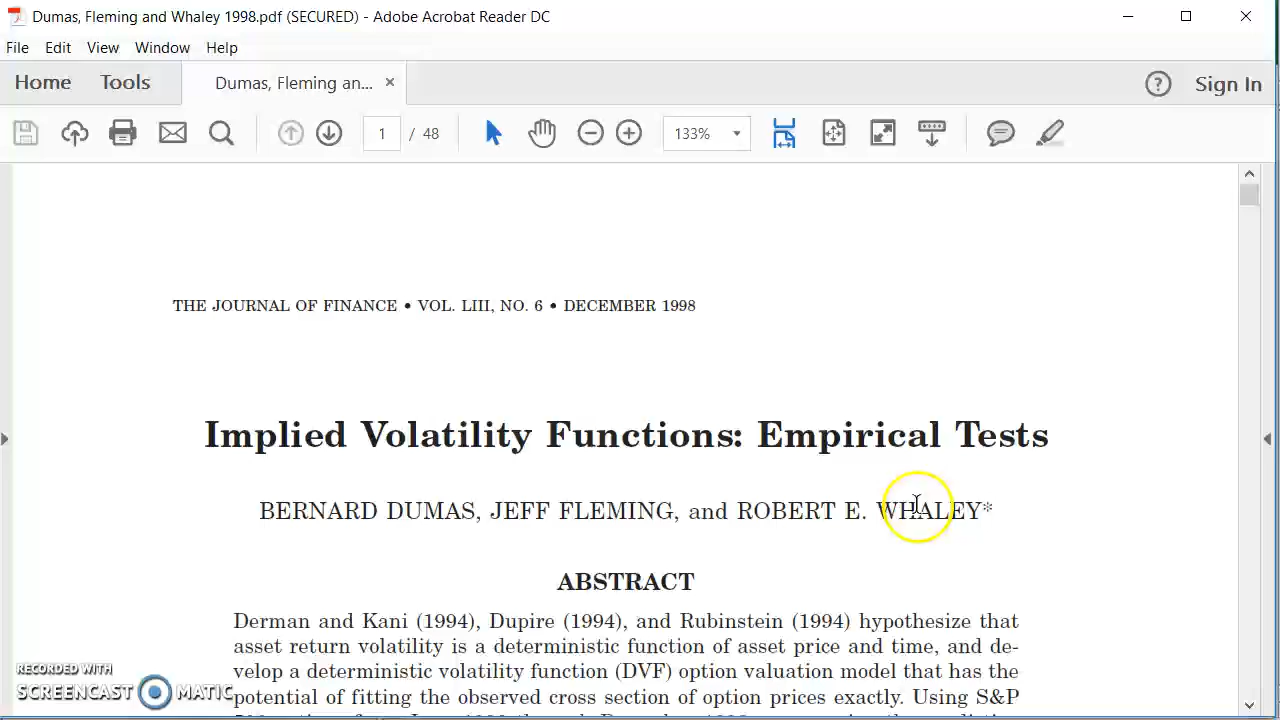 Dumas, Fleming and Whaley 1998.pdf (SECURED) - Adobe Acrobat Reader DC
File Edit View Window Help
Home Tools Dumas, Fleming an... × ? Sign In
1 / 48 133%
THE JOURNAL OF FINANCE • VOL. LIII, NO. 6 • DECEMBER 1998
Implied Volatility Functions: Empirical Tests
BERNARD DUMAS, JEFF FLEMING, and ROBERT E. WHALEY*
ABSTRACT
Derman and Kani (1994), Dupire (1994), and Rubinstein (1994) hypothesize that
asset return volatility is a deterministic function of asset price and time, and de-
velop a deterministic volatility function (DVF) option valuation model that has the
potential of fitting the observed cross section of option prices exactly. Using S&P
RECORDED WITH
SCREENCAST MATIC